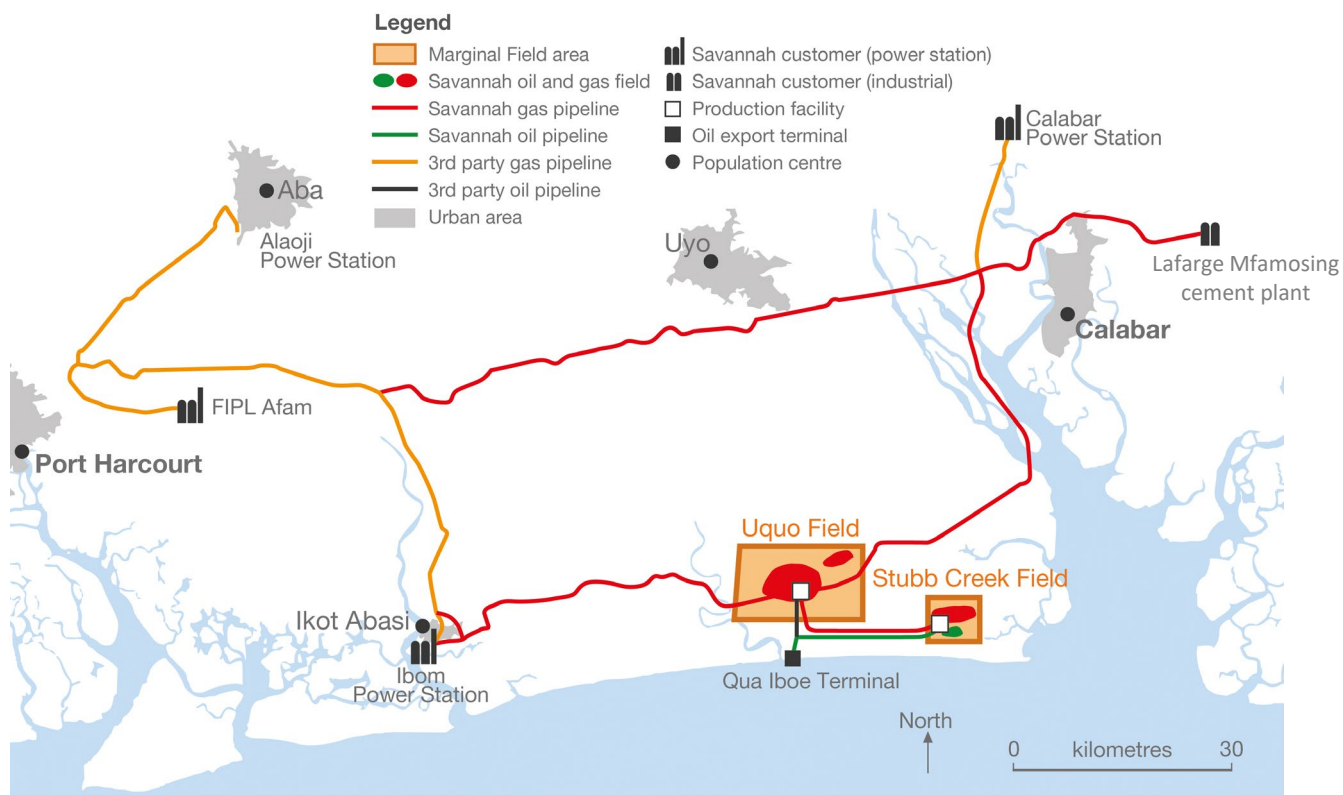 Legend
Marginal Field area
Savannah oil and gas field
Savannah gas pipeline
Savannah oil pipeline
3rd party gas pipeline
3rd party oil pipeline
Urban area
Savannah customer (power station)
Savannah customer (industrial)
Production facility
Oil export terminal
Population centre
Calabar
Power Station
Aba
Alaoji
Power Station
Uyo
Lafarge Mfamosing
cement plant
Calabar
FIPL Afam
Port Harcourt
Uquo Field
Stubb Creek Field
Ikot Abasi
Ibom
Power Station
Qua Iboe Terminal
North
0 kilometres 30